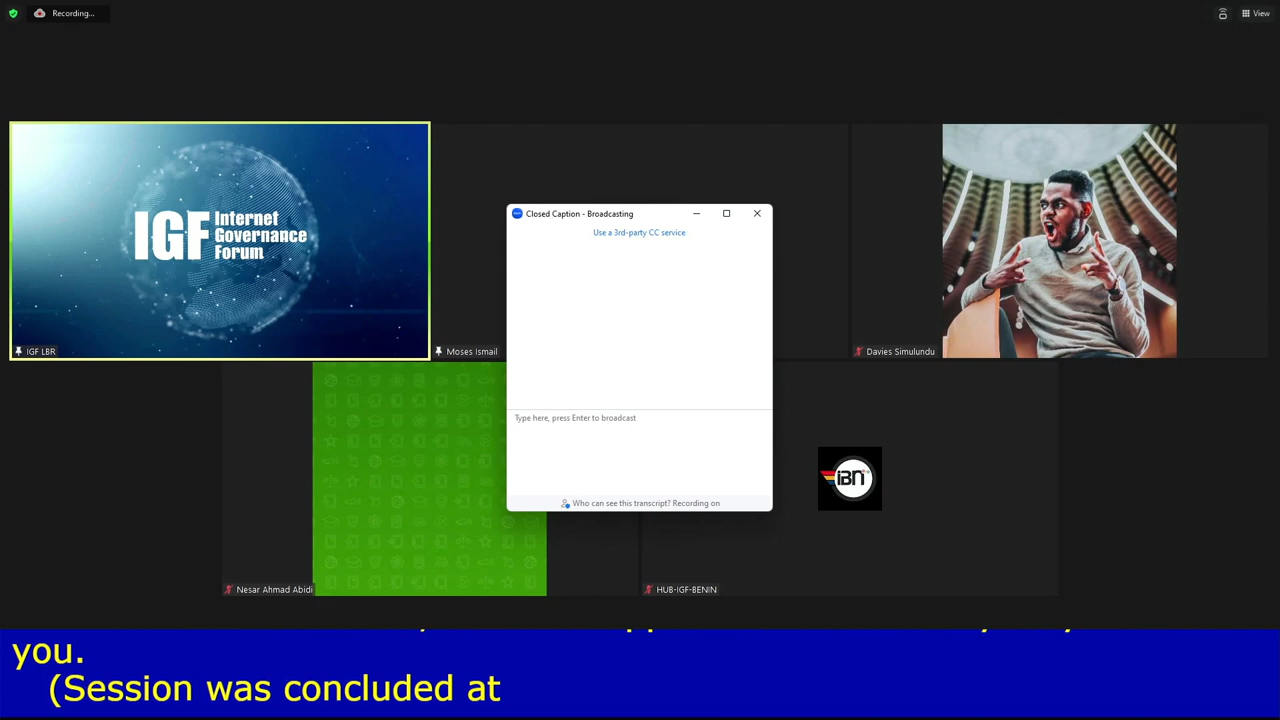 Recording...
View
IGF Internet
Governance
Forum
IGF LBR
Moses Ismail
Davies Simulundu
Closed Caption - Broadcasting
Use a 3rd-party CC service
Type here, press Enter to broadcast
Who can see this transcript? Recording on
iBN
Nesar Ahmad Abidi
HUB-IGF-BENIN
you.
(Session was concluded at